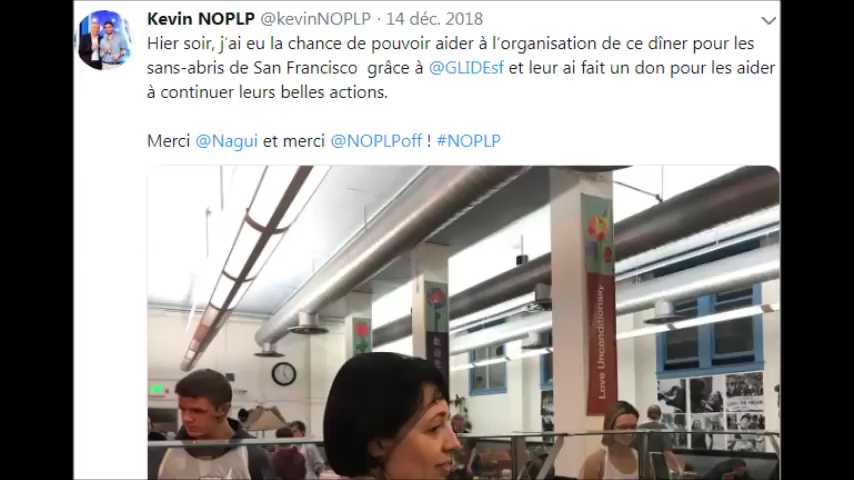 Kevin NOPLP @kevinNOPLP · 14 déc. 2018
Hier soir, j'ai eu la chance de pouvoir aider à l'organisation de ce dîner pour les
sans-abris de San Francisco grâce à @GLIDEsf et leur ai fait un don pour les aider
à continuer leurs belles actions.
Merci @Nagui et merci @NOPLPoff ! #NOPLP
Love Unconditionally